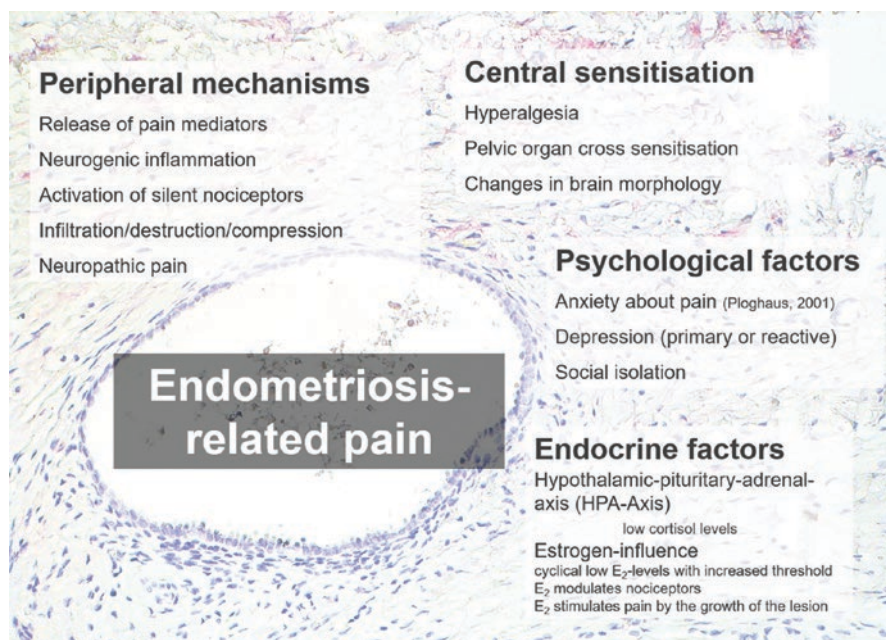 Peripheral mechanisms
Release of pain mediators
Neurogenic inflammation
Activation of silent nociceptors
Infiltration/destruction/compression
Neuropathic pain
Central sensitisation
Hyperalgesia
Pelvic organ cross sensitisation
Changes in brain morphology
Psychological factors
Anxiety about pain (Ploghaus, 2001)
Depression (primary or reactive)
Social isolation
Endometriosis-
related pain
Endocrine factors
Hypothalamic-pituritary-adrenal-
axis (HPA-Axis)
low cortisol levels
Estrogen-influence
cyclical low E₂-levels with increased threshold
E₂ modulates nociceptors
E₂ stimulates pain by the growth of the lesion